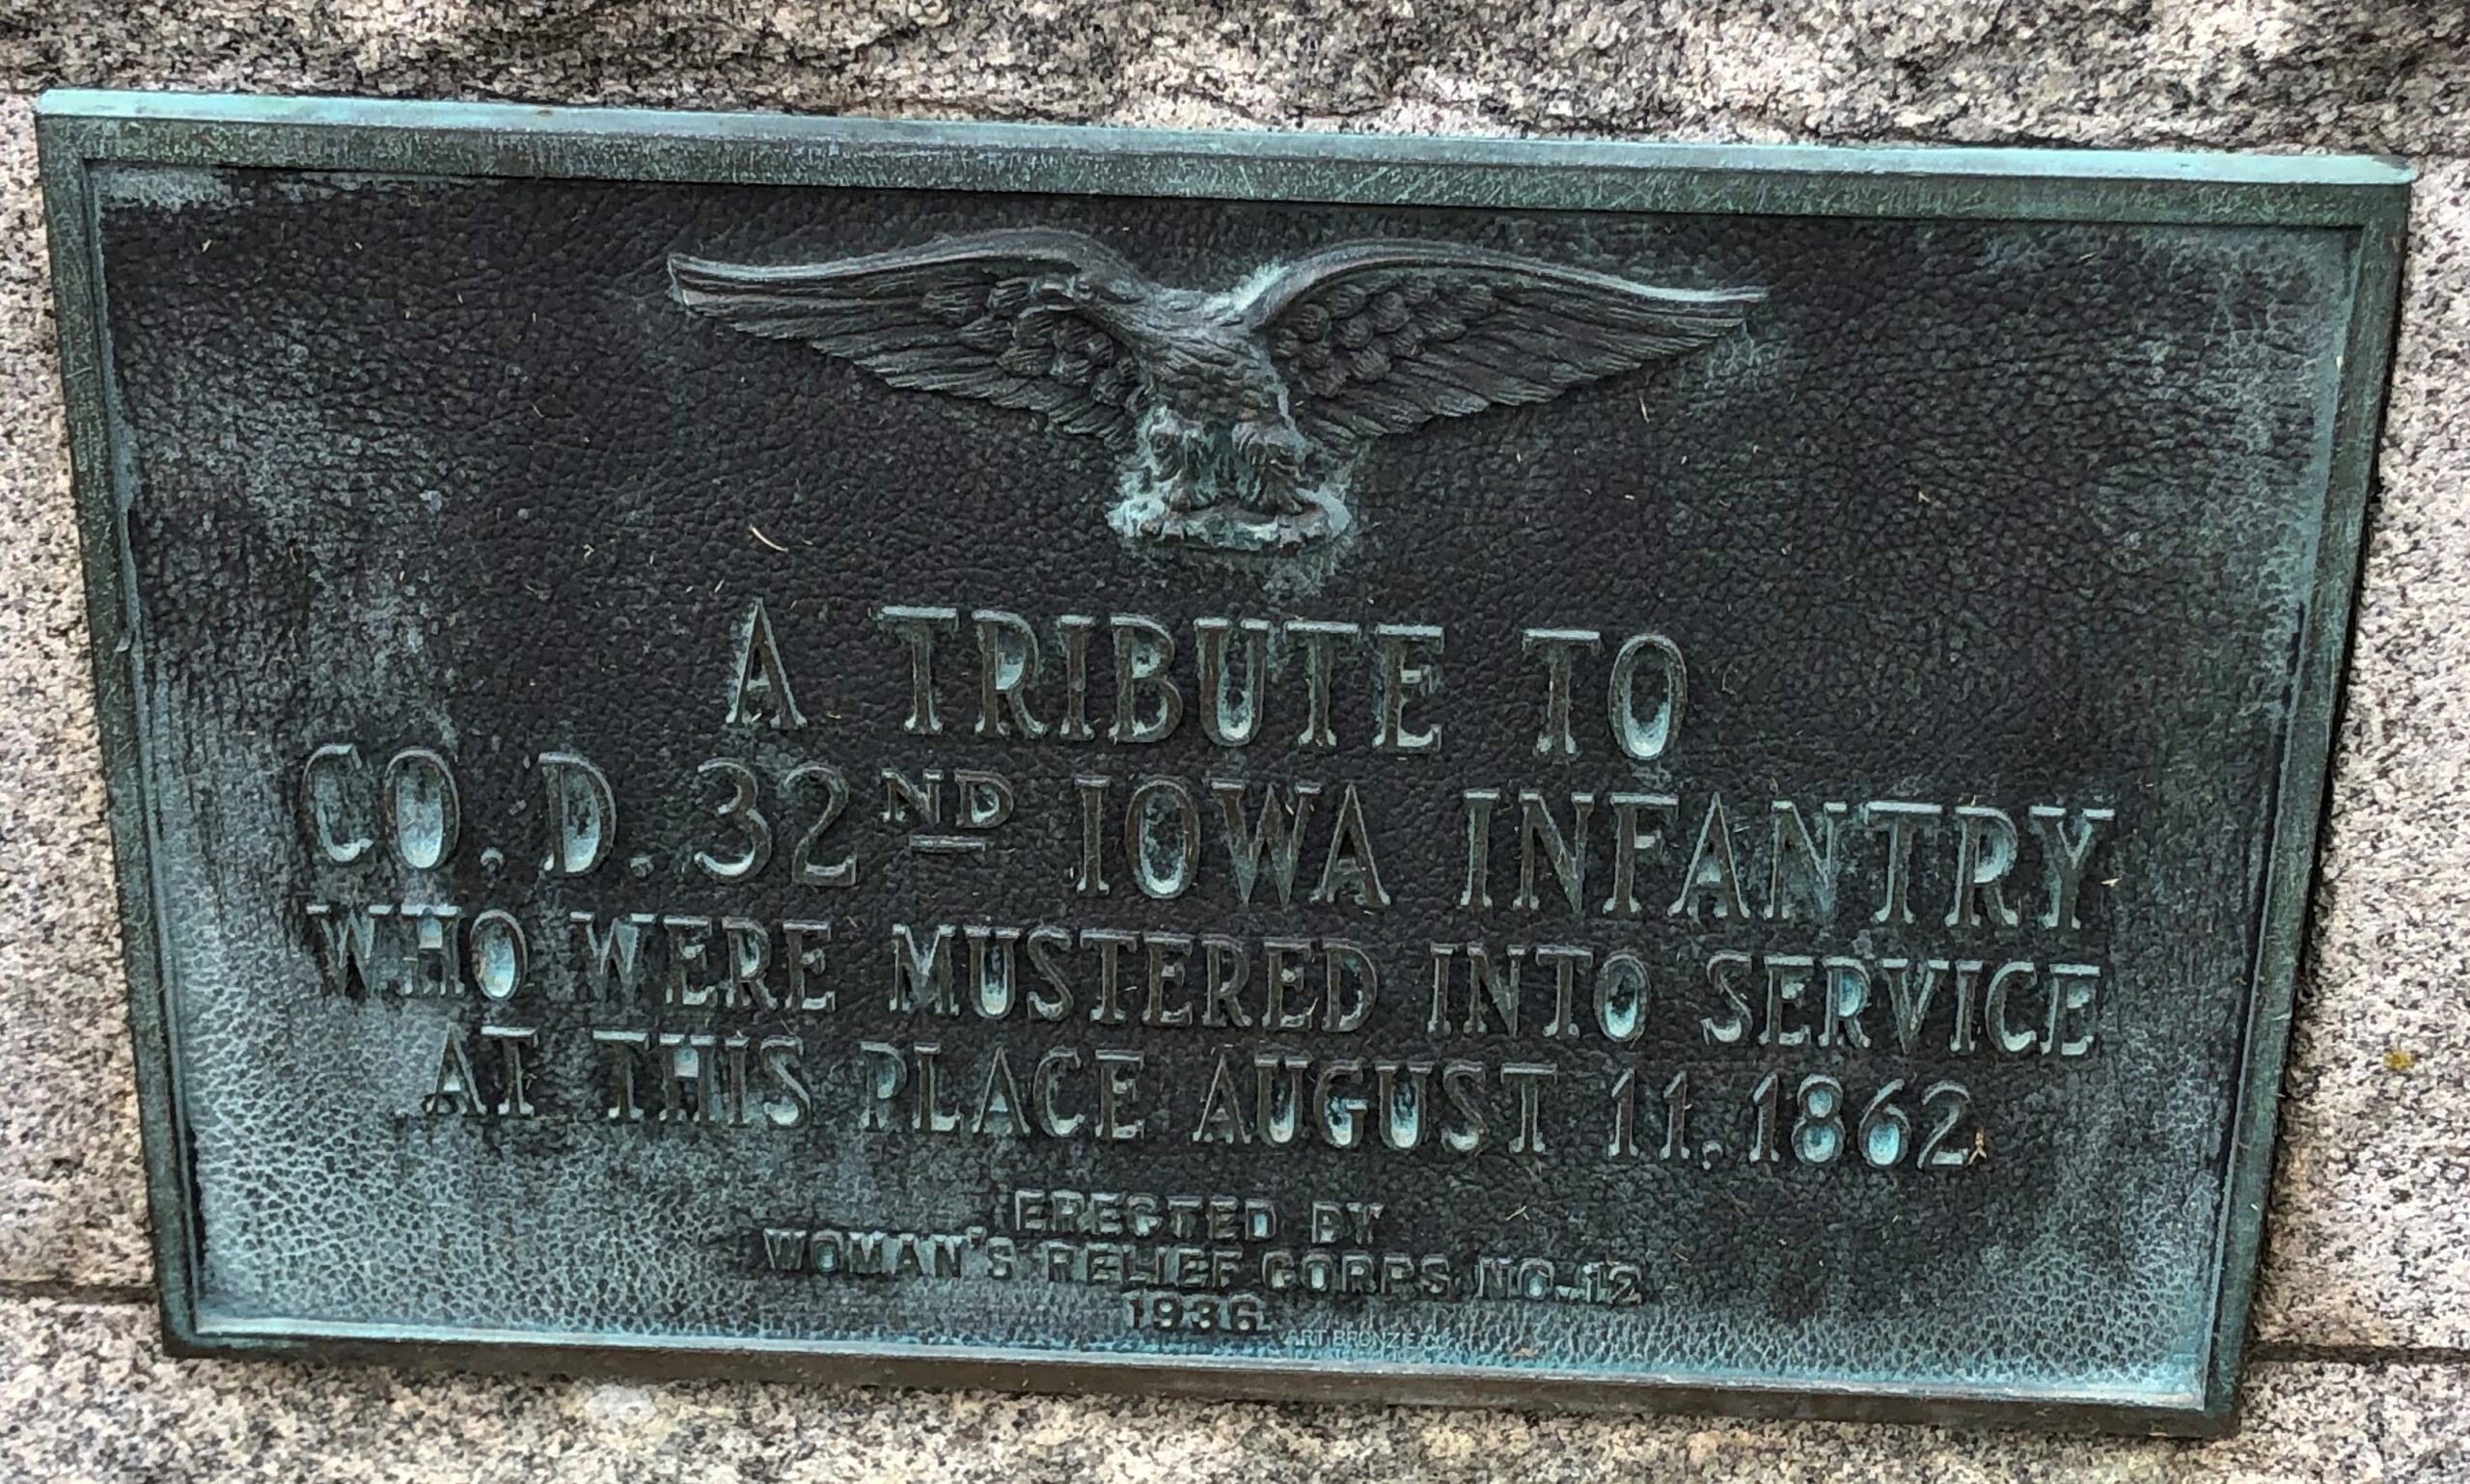 A TRIBUTE TO
CO. D. 32ND IOWA INFANTRY
WHO WERE MUSTERED INTO SERVICE
AT THIS PLACE AUGUST 11, 1862
ERECTED BY
WOMAN'S RELIEF CORPS NO. 12
1936
ART BRONZE CO.